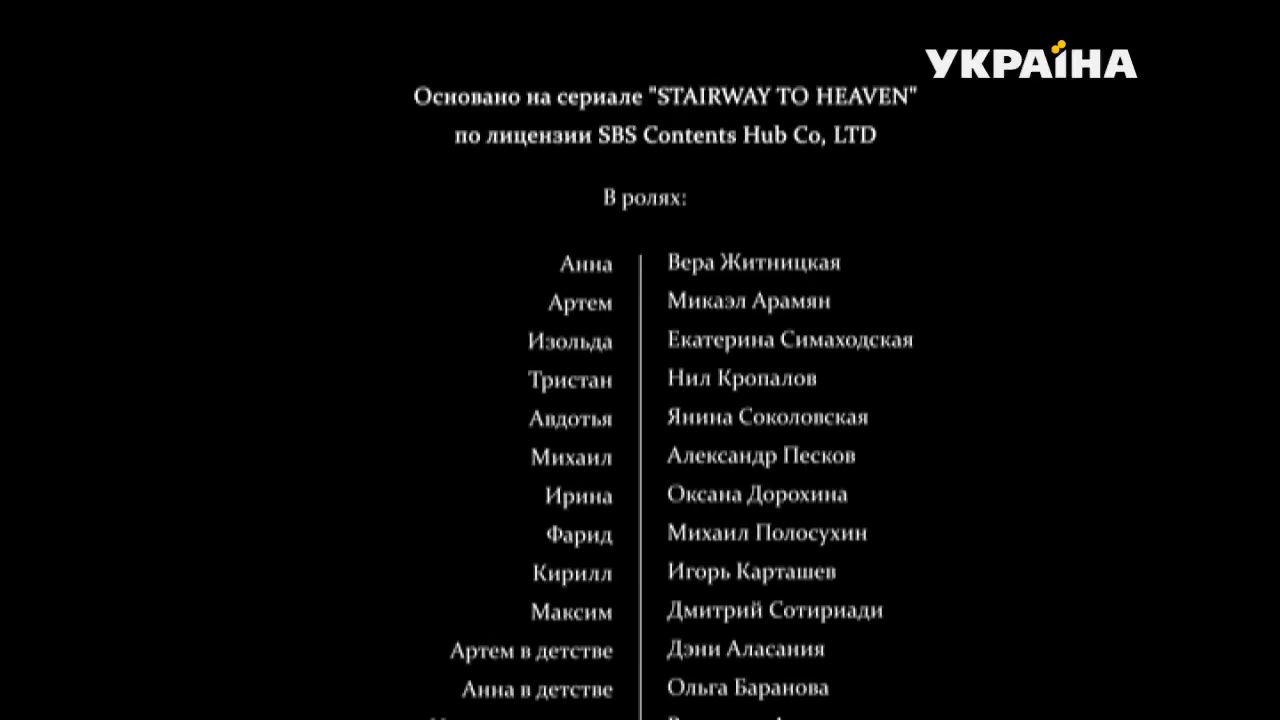 УКРАЇНА
Основано на сериале "STAIRWAY TO HEAVEN"
по лицензии SBS Contents Hub Co, LTD
В ролях:
Анна Вера Житницкая
Артем Микаэл Арамян
Изольда Екатерина Симаходская
Тристан Нил Кропалов
Авдотья Янина Соколовская
Михаил Александр Песков
Ирина Оксана Дорохина
Фарид Михаил Полосухин
Кирилл Игорь Карташев
Максим Дмитрий Сотириади
Артем в детстве Дэни Аласания
Анна в детстве Ольга Баранова